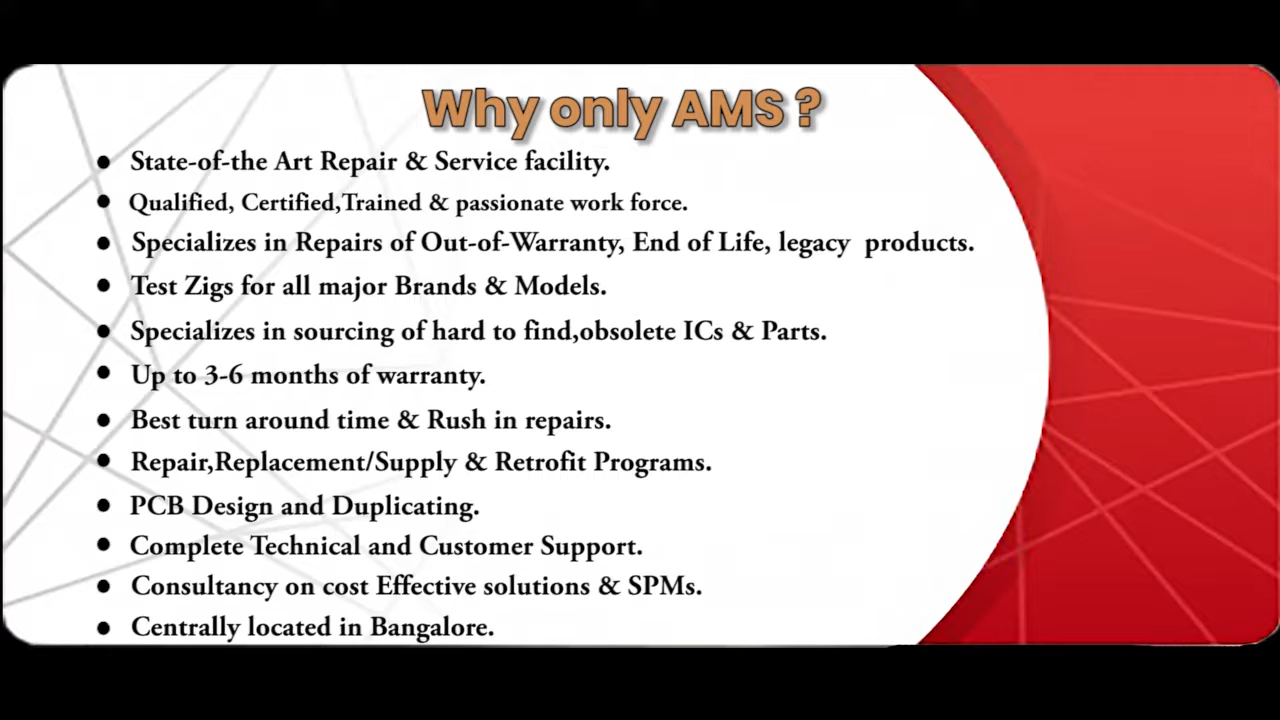 Why only AMS ?
● State-of-the Art Repair & Service facility.
● Qualified, Certified,Trained & passionate work force.
● Specializes in Repairs of Out-of-Warranty, End of Life, legacy products.
● Test Zigs for all major Brands & Models.
● Specializes in sourcing of hard to find,obsolete ICs & Parts.
● Up to 3-6 months of warranty.
● Best turn around time & Rush in repairs.
● Repair,Replacement/Supply & Retrofit Programs.
● PCB Design and Duplicating.
● Complete Technical and Customer Support.
● Consultancy on cost Effective solutions & SPMs.
● Centrally located in Bangalore.